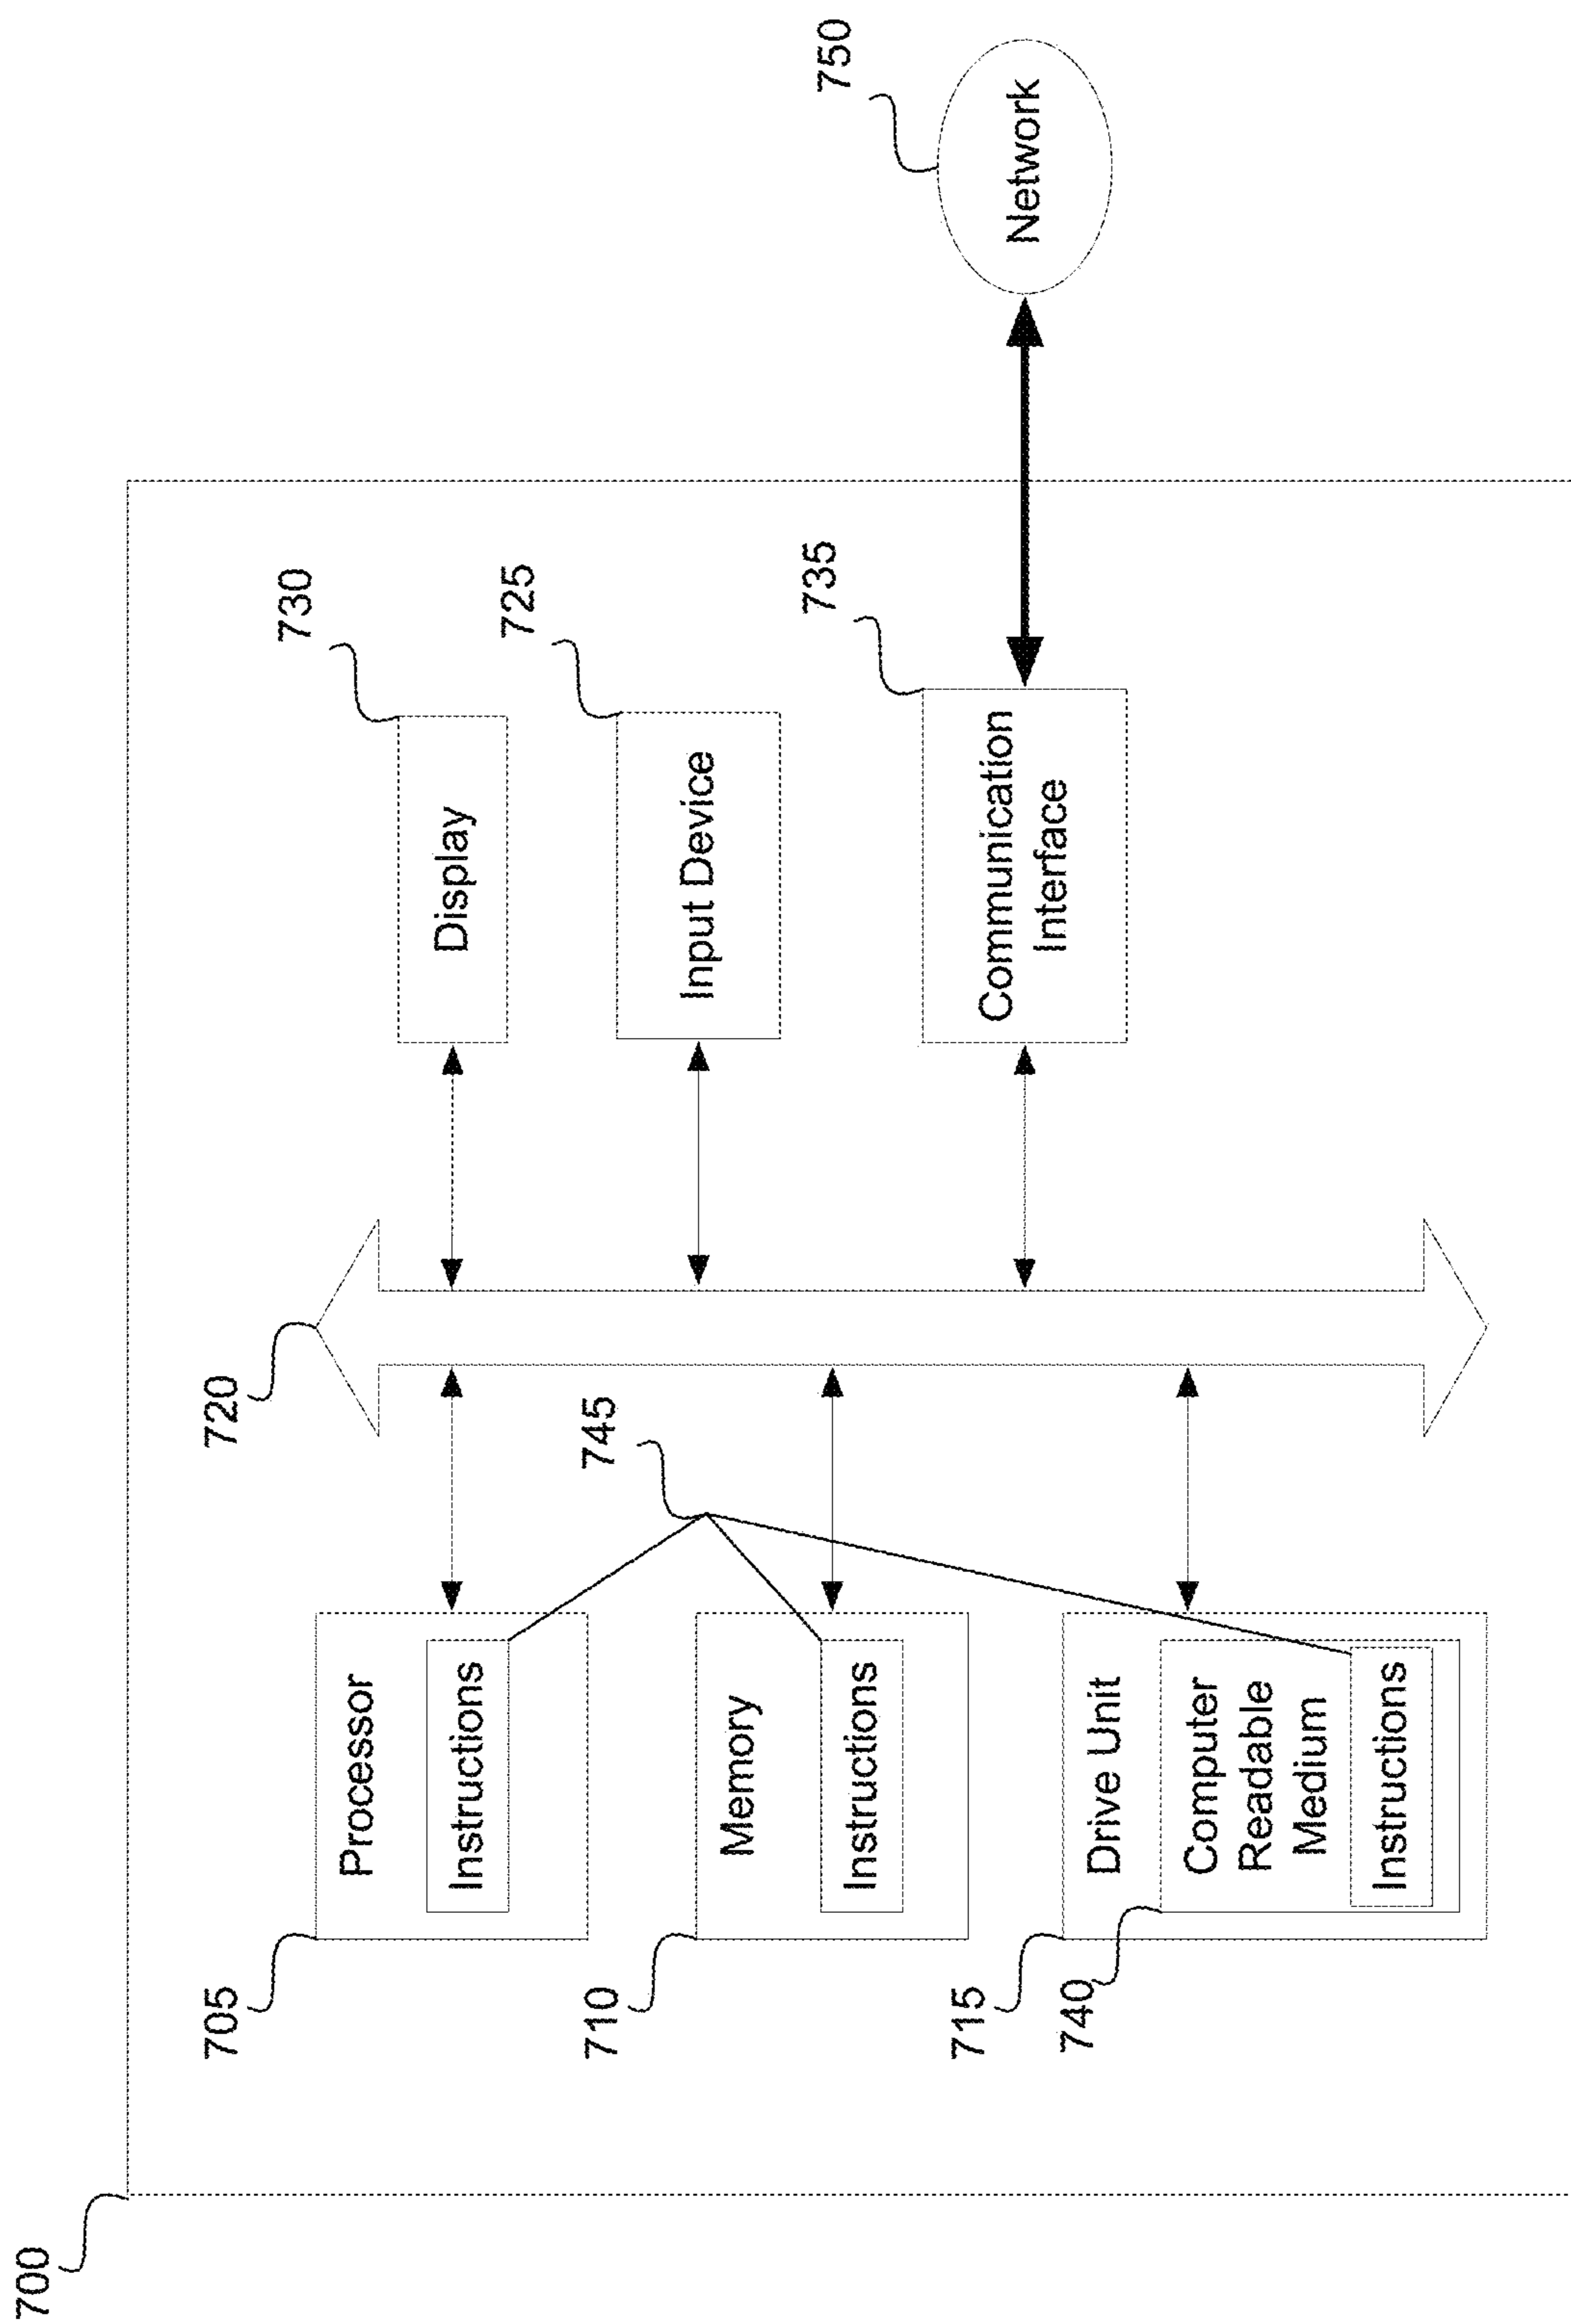 700
705
Processor
Instructions
710
Memory
Instructions
715
Drive Unit
740
Computer
Readable
Medium
Instructions
745
720
730
Display
725
Input Device
735
Communication
Interface
750
Network